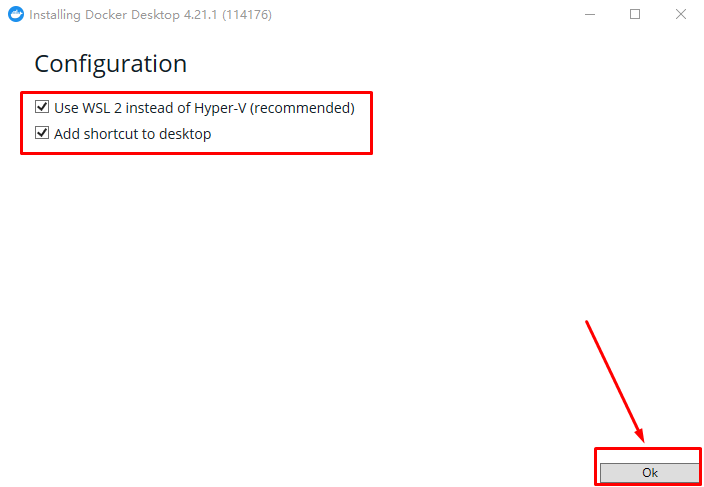 Installing Docker Desktop 4.21.1 (114176)
Configuration
Use WSL 2 instead of Hyper-V (recommended)
Add shortcut to desktop
Ok